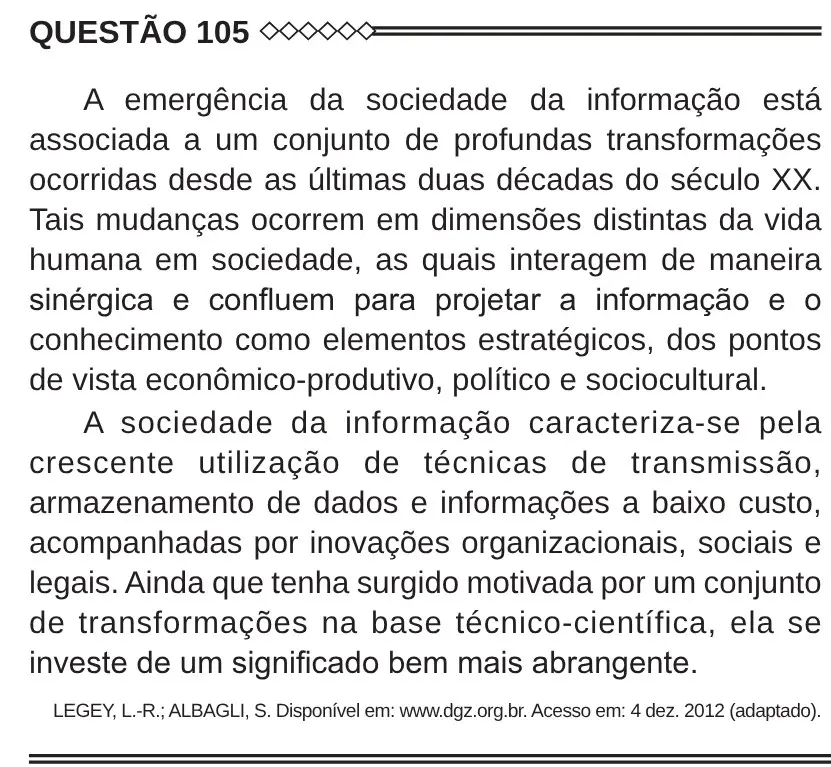 QUESTÃO 105
A emergência da sociedade da informação está
associada a um conjunto de profundas transformações
ocorridas desde as últimas duas décadas do século XX.
Tais mudanças ocorrem em dimensões distintas da vida
humana em sociedade, as quais interagem de maneira
sinérgica e confluem para projetar a informação e o
conhecimento como elementos estratégicos, dos pontos
de vista econômico-produtivo, político e sociocultural.
A sociedade da informação caracteriza-se pela
crescente utilização de técnicas de transmissão,
armazenamento de dados e informações a baixo custo,
acompanhadas por inovações organizacionais, sociais e
legais. Ainda que tenha surgido motivada por um conjunto
de transformações na base técnico-científica, ela se
investe de um significado bem mais abrangente.
LEGEY, L.-R.; ALBAGLI, S. Disponível em: www.dgz.org.br. Acesso em: 4 dez. 2012 (adaptado).